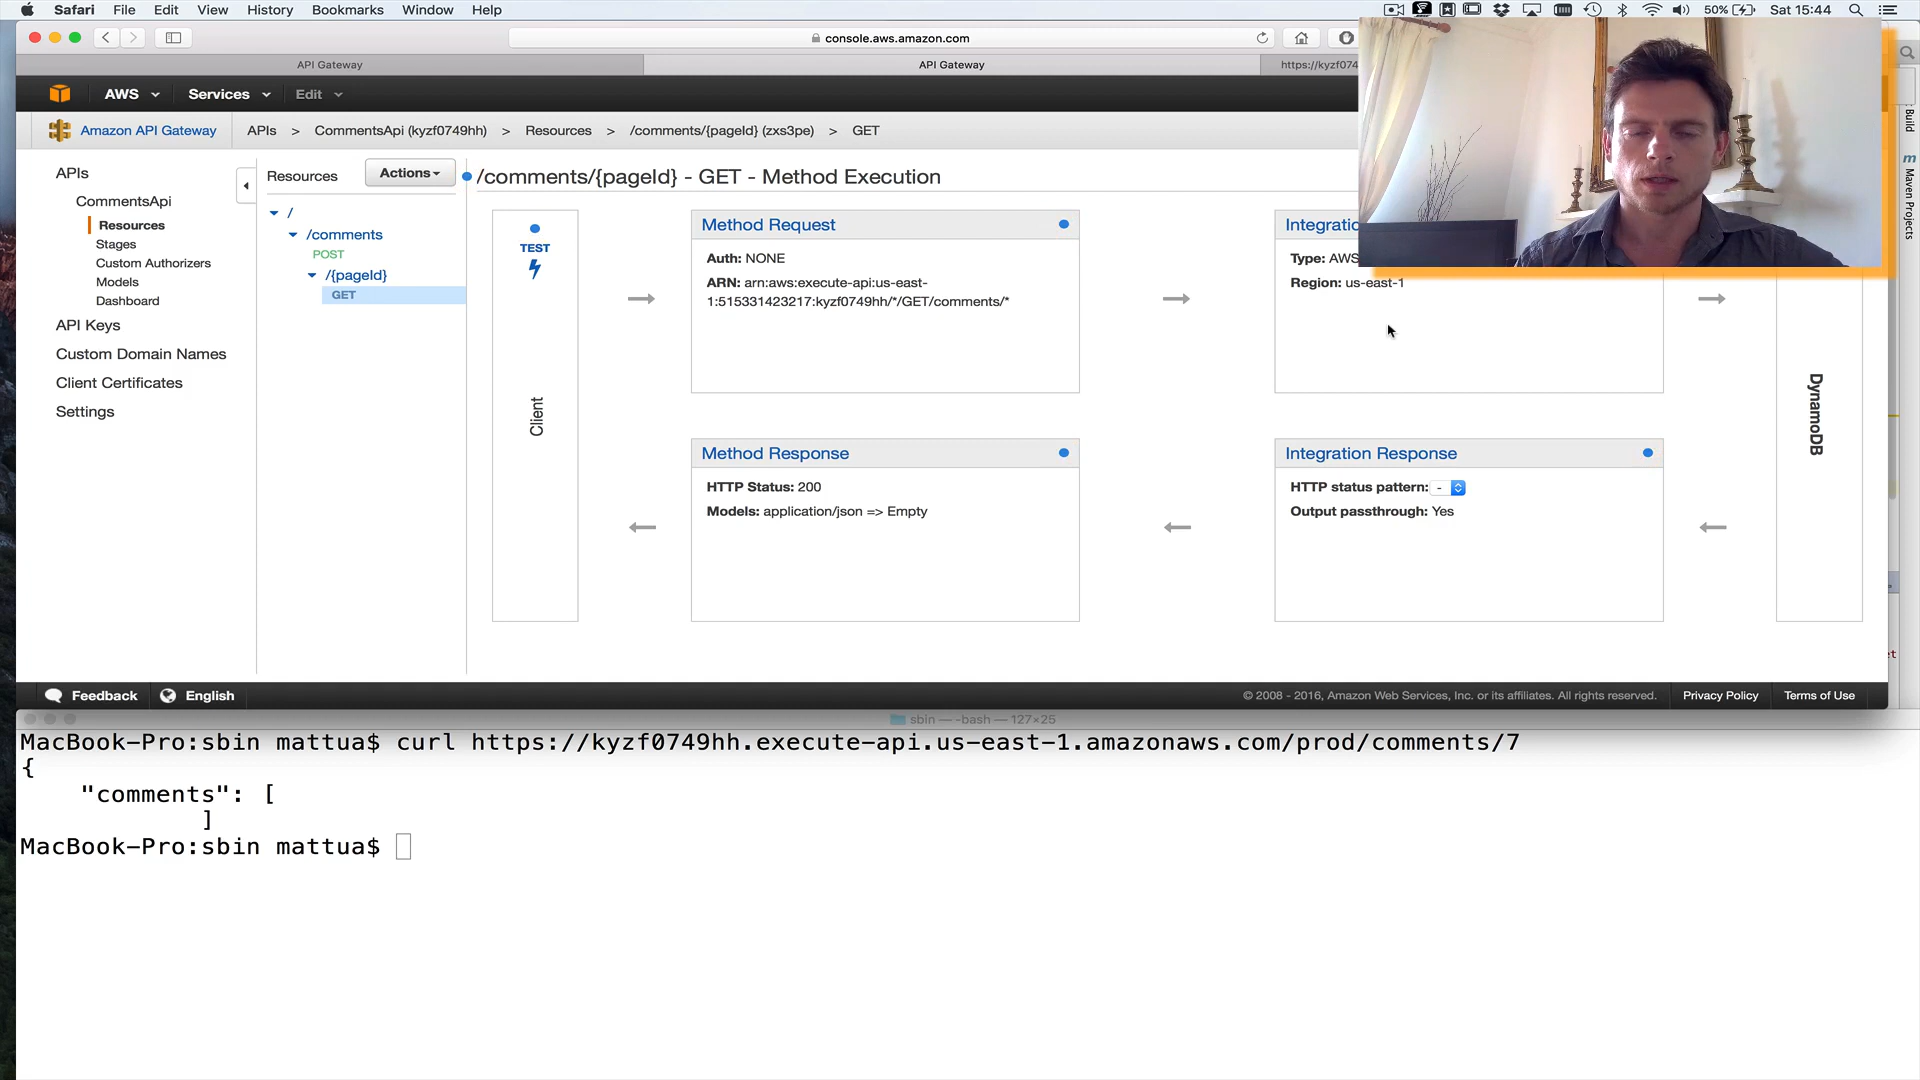 Safari File Edit View History Bookmarks Window Help
50% Sat 15:44
console.aws.amazon.com
API Gateway
API Gateway
https://kyzf074
AWS Services Edit
Amazon API Gateway APIs > CommentsApi (kyzf0749hh) > Resources > /comments/{pageId} (zxs3pe) > GET
APIs
CommentsApi
Resources
Stages
Custom Authorizers
Models
Dashboard
API Keys
Custom Domain Names
Client Certificates
Settings
Resources
Actions
/
/comments
POST
/{pageId}
GET
/comments/{pageId} - GET - Method Execution
TEST
Client
Method Request
Auth: NONE
ARN: arn:aws:execute-api:us-east-
1:515331423217:kyzf0749hh/*/GET/comments/*
Integratio
Type: AWS
Region: us-east-1
Method Response
HTTP Status: 200
Models: application/json => Empty
Integration Response
HTTP status pattern: -
Output passthrough: Yes
DynamoDB
Build
Maven Projects
et
Feedback English
© 2008 - 2016, Amazon Web Services, Inc. or its affiliates. All rights reserved. Privacy Policy Terms of Use
sbin — -bash — 127×25
MacBook-Pro:sbin mattua$ curl https://kyzf0749hh.execute-api.us-east-1.amazonaws.com/prod/comments/7
{
"comments": [
]
MacBook-Pro:sbin mattua$